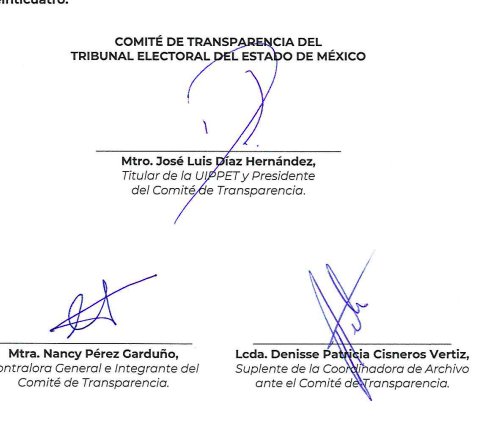 einticuatro.
COMITÉ DE TRANSPARENCIA DEL
TRIBUNAL ELECTORAL DEL ESTADO DE MÉXICO
Mtro. José Luis Díaz Hernández,
Titular de la UIPPET y Presidente
del Comité de Transparencia.
Mtra. Nancy Pérez Garduño,
ontralora General e Integrante del
Comité de Transparencia.
Lcda. Denisse Patricia Cisneros Vertiz,
Suplente de la Coordinadora de Archivo
ante el Comité de Transparencia.